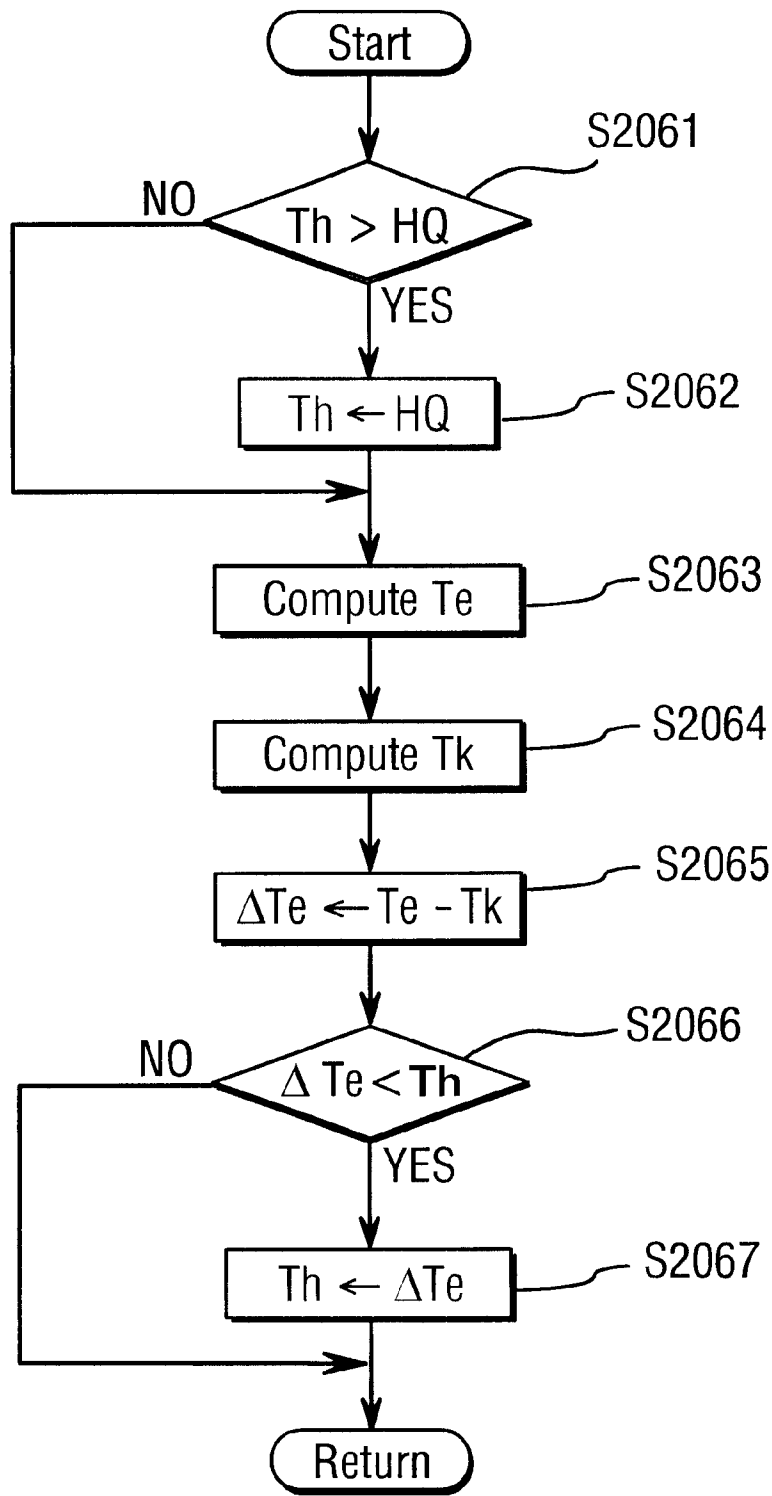 Start
S2061
NO
Th > HQ
YES
Th ← HQ
S2062
Compute Te
S2063
Compute Tk
S2064
ΔTe ← Te - Tk
S2065
S2066
NO
Δ Te < Th
YES
Th ← ΔTe
S2067
Return